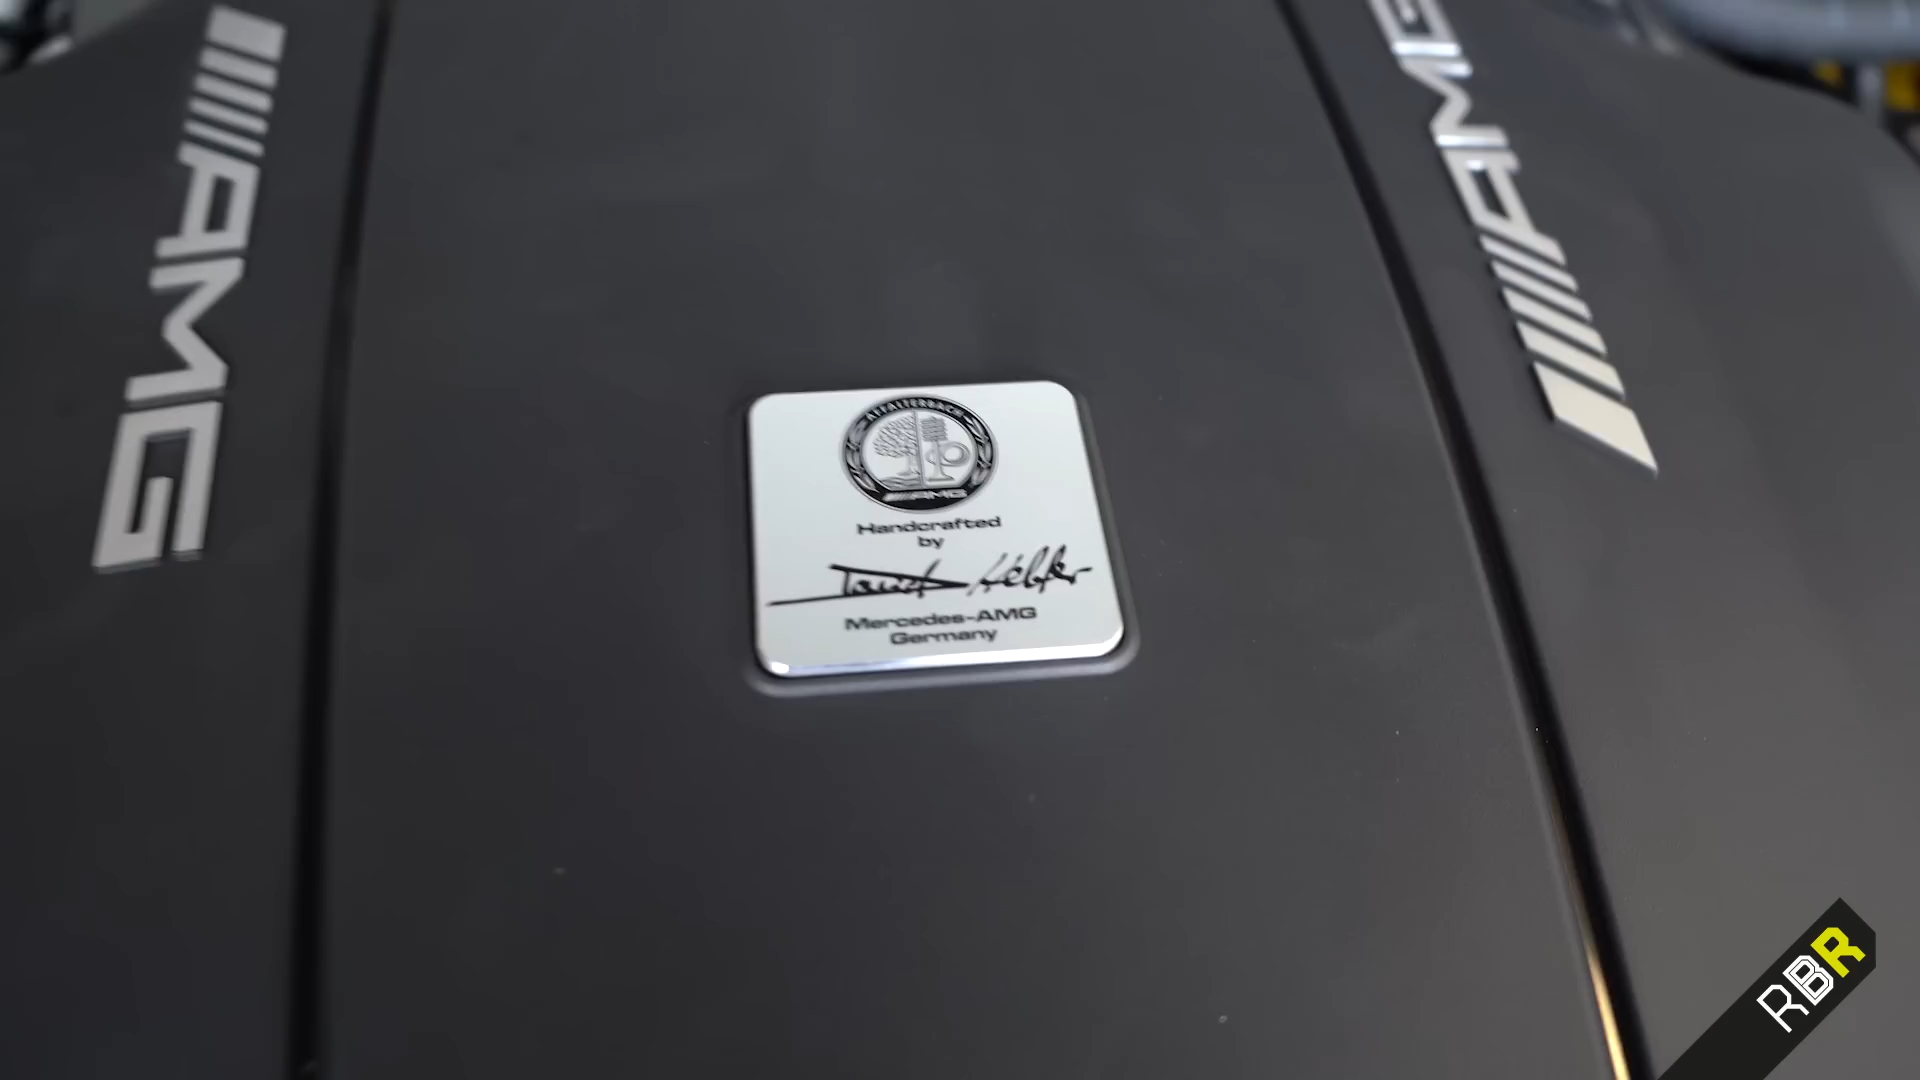 AMG
AMG
AFFALTERBACH
AMG
Handcrafted
by
Mercedes-AMG
Germany
RBR